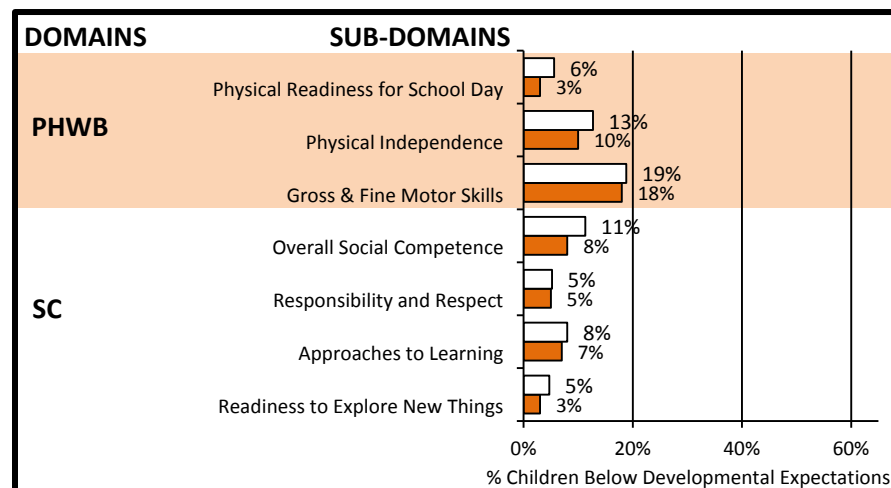 DOMAINS SUB-DOMAINS
PHWB
Physical Readiness for School Day 6% 3%
Physical Independence 13% 10%
Gross & Fine Motor Skills 19% 18%
SC
Overall Social Competence 11% 8%
Responsibility and Respect 5% 5%
Approaches to Learning 8% 7%
Readiness to Explore New Things 5% 3%
0% 20% 40% 60%
% Children Below Developmental Expectations